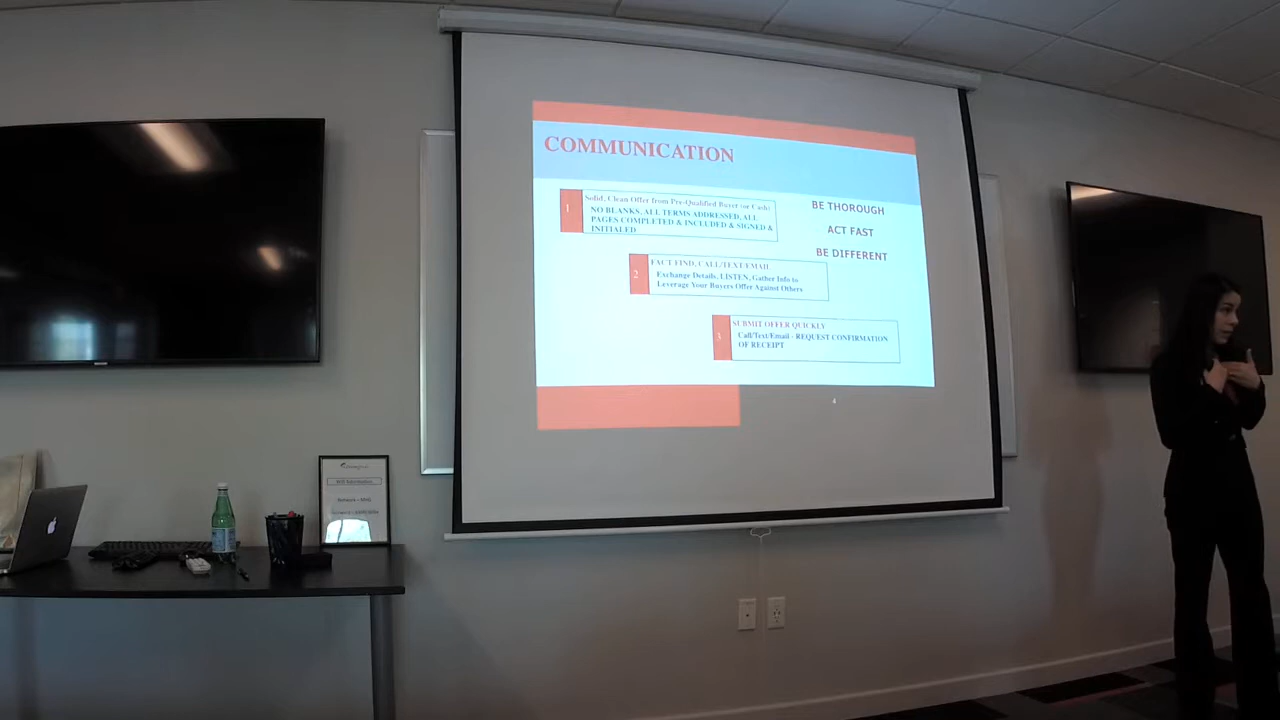 COMMUNICATION
1
Solid, Clean Offer from Pre-Qualified Buyer (or Cash)
NO BLANKS, ALL TERMS ADDRESSED, ALL
PAGES COMPLETED & INCLUDED & SIGNED &
INITIALED
2
FACT FIND, CALL/TEXT/EMAIL
Exchange Details, LISTEN, Gather Info to
Leverage Your Buyers Offer Against Others
3
SUBMIT OFFER QUICKLY
Call/Text/Email - REQUEST CONFIRMATION
OF RECEIPT
BE THOROUGH
ACT FAST
BE DIFFERENT
4